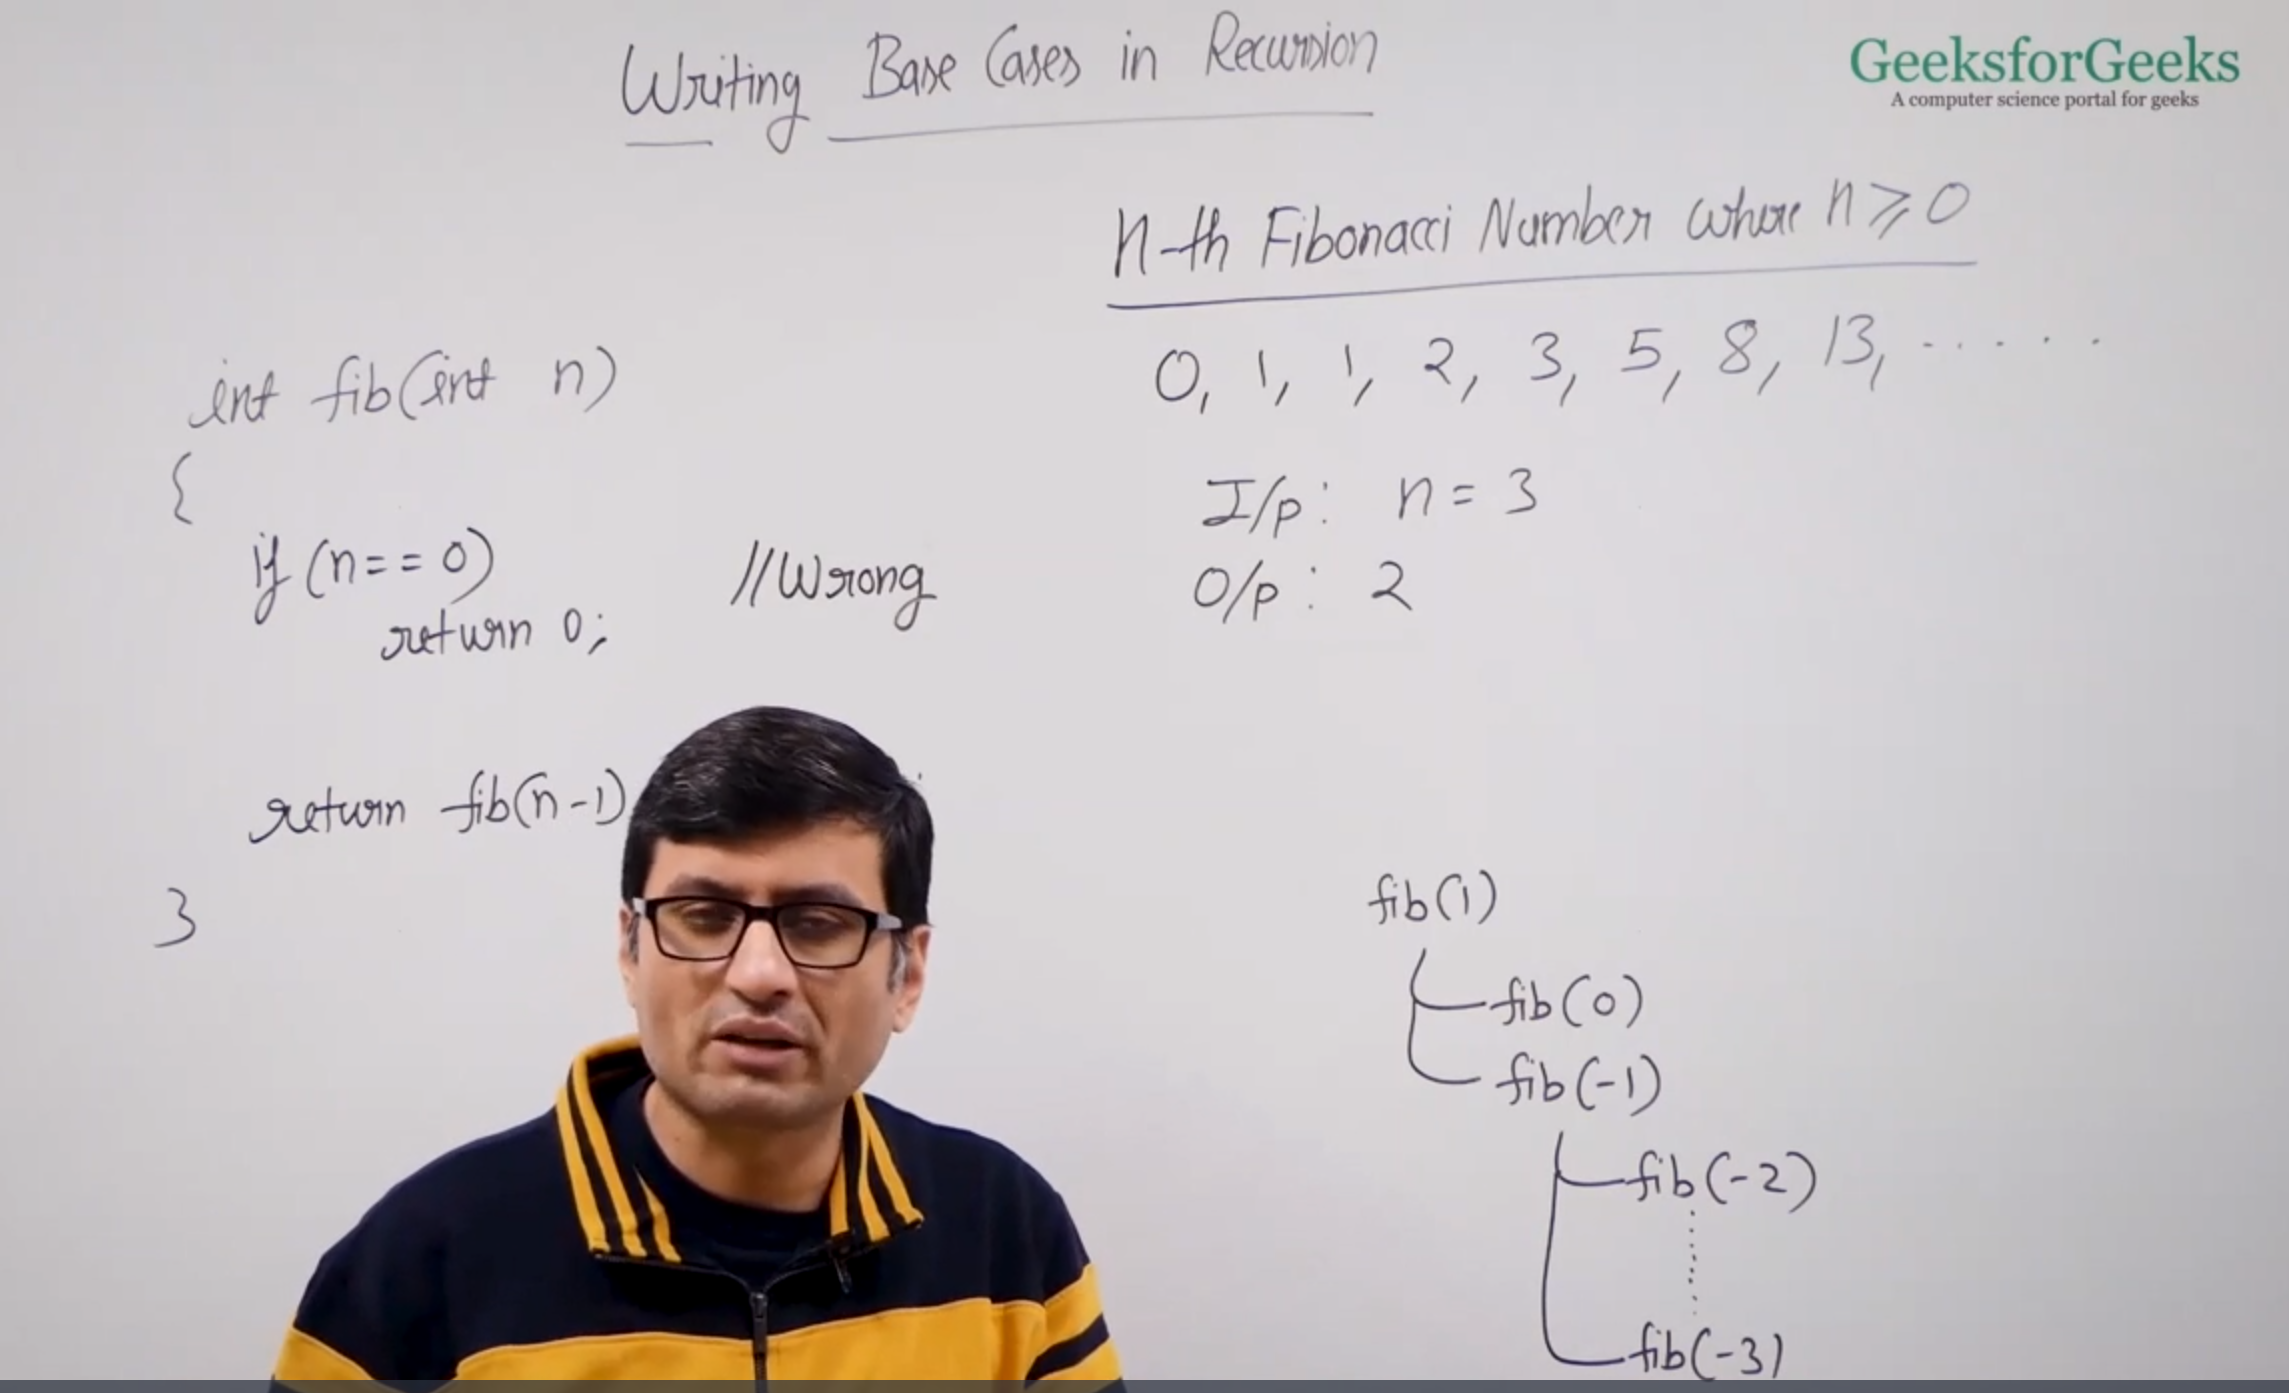 Writing Base Cases in Recursion
GeeksforGeeks
A computer science portal for geeks
n-th Fibonacci Number where n ⩾ 0
0, 1, 1, 2, 3, 5, 8, 13, .....
I/p: n = 3
O/p: 2
int fib(int n)
{
if (n == 0) //Wrong
return 0;
return fib(n-1)
}
fib(1)
fib(0)
fib(-1)
fib(-2)
fib(-3)